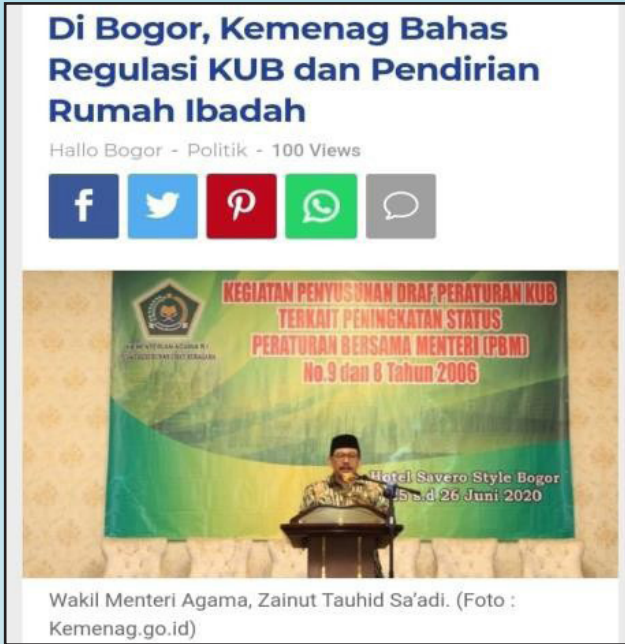 Di Bogor, Kemenag Bahas
Regulasi KUB dan Pendirian
Rumah Ibadah
Hallo Bogor - Politik - 100 Views
KEGIATAN PENYUSUNAN DRAF PERATURAN KUB
TERKAIT PENINGKATAN STATUS
PERATURAN BERSAMA MENTERI (PBM)
No.9 dan 8 Tahun 2006
KEMENTERIAN AGAMA R I
Hotel Savero Style Bogor
s.d 26 Juni 2020
Wakil Menteri Agama, Zainut Tauhid Sa'adi. (Foto :
Kemenag.go.id)